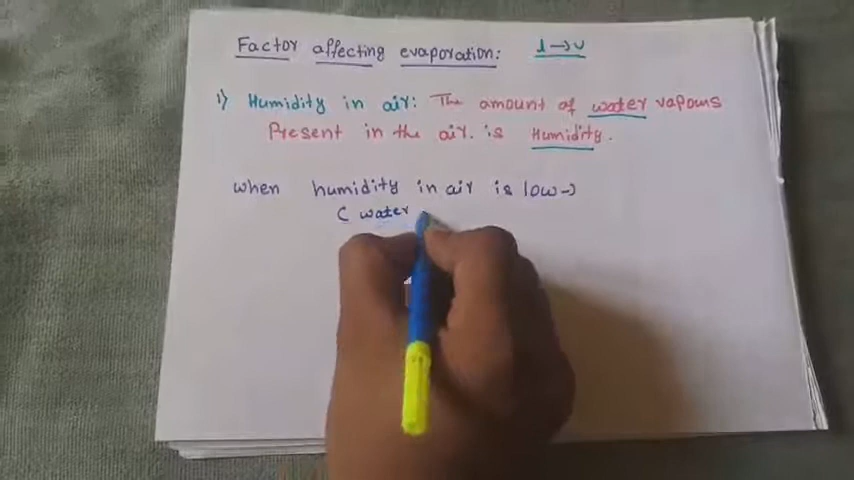 Factor affecting evaporation: l→v
1) Humidity in air: The amount of water vapours
Present in the air. is Humidity.
when humidity in air is low→
( water